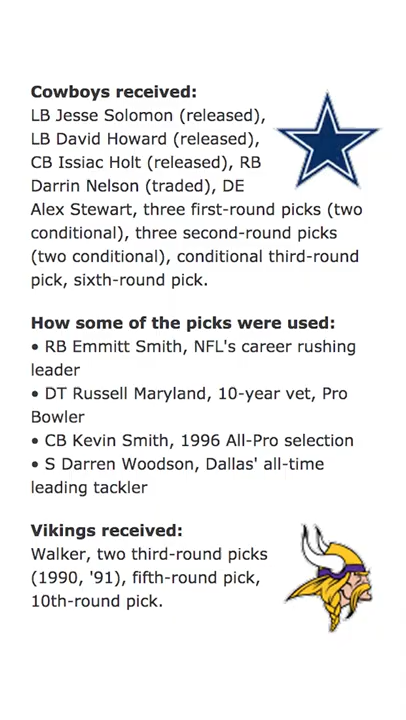 Cowboys received:
LB Jesse Solomon (released),
LB David Howard (released),
CB Issiac Holt (released), RB
Darrin Nelson (traded), DE
Alex Stewart, three first-round picks (two
conditional), three second-round picks
(two conditional), conditional third-round
pick, sixth-round pick.
How some of the picks were used:
• RB Emmitt Smith, NFL's career rushing
leader
• DT Russell Maryland, 10-year vet, Pro
Bowler
• CB Kevin Smith, 1996 All-Pro selection
• S Darren Woodson, Dallas' all-time
leading tackler
Vikings received:
Walker, two third-round picks
(1990, '91), fifth-round pick,
10th-round pick.